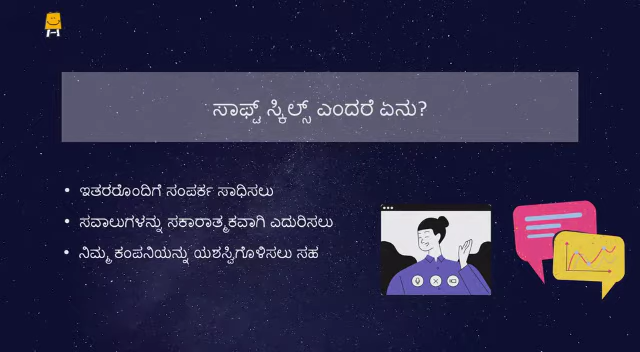 ಸಾಫ್ಟ್ ಸ್ಕಿಲ್ಸ್ ಎಂದರೆ ಏನು?
• ಇತರರೊಂದಿಗೆ ಸಂಪರ್ಕ ಸಾಧಿಸಲು
• ಸವಾಲುಗಳನ್ನು ಸಕಾರಾತ್ಮಕವಾಗಿ ಎದುರಿಸಲು
• ನಿಮ್ಮ ಕಂಪನಿಯನ್ನು ಯಶಸ್ವಿಗೊಳಿಸಲು ಸಹ